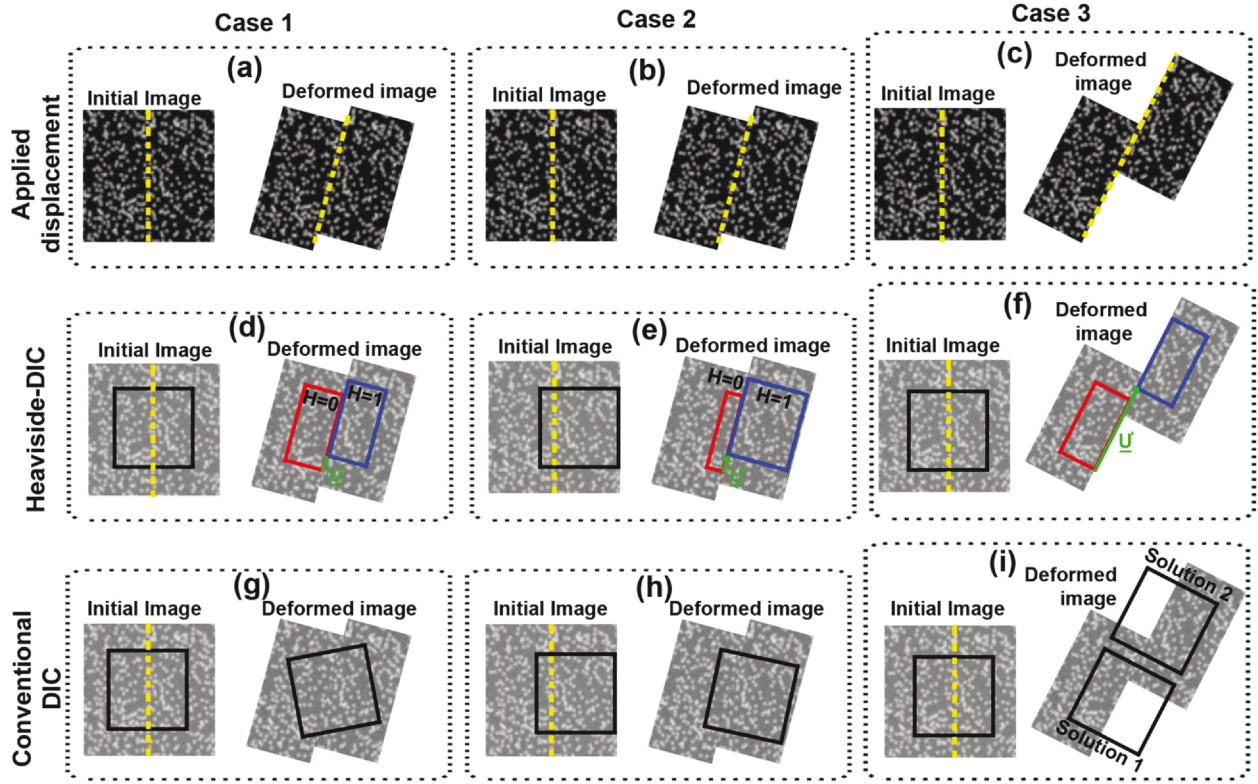 Case 1
Case 2
Case 3
Applied
displacement
(a)
Initial Image
Deformed image
(b)
Initial Image
Deformed image
(c)
Initial Image
Deformed
image
Heaviside-DIC
(d)
Initial Image
Deformed image
H=0
H=1
U
(e)
Initial Image
Deformed image
H=0
H=1
U
(f)
Initial Image
Deformed
image
U
Conventional
DIC
(g)
Initial Image
Deformed image
(h)
Initial Image
Deformed image
(i)
Initial Image
Deformed
image
Solution 2
Solution 1